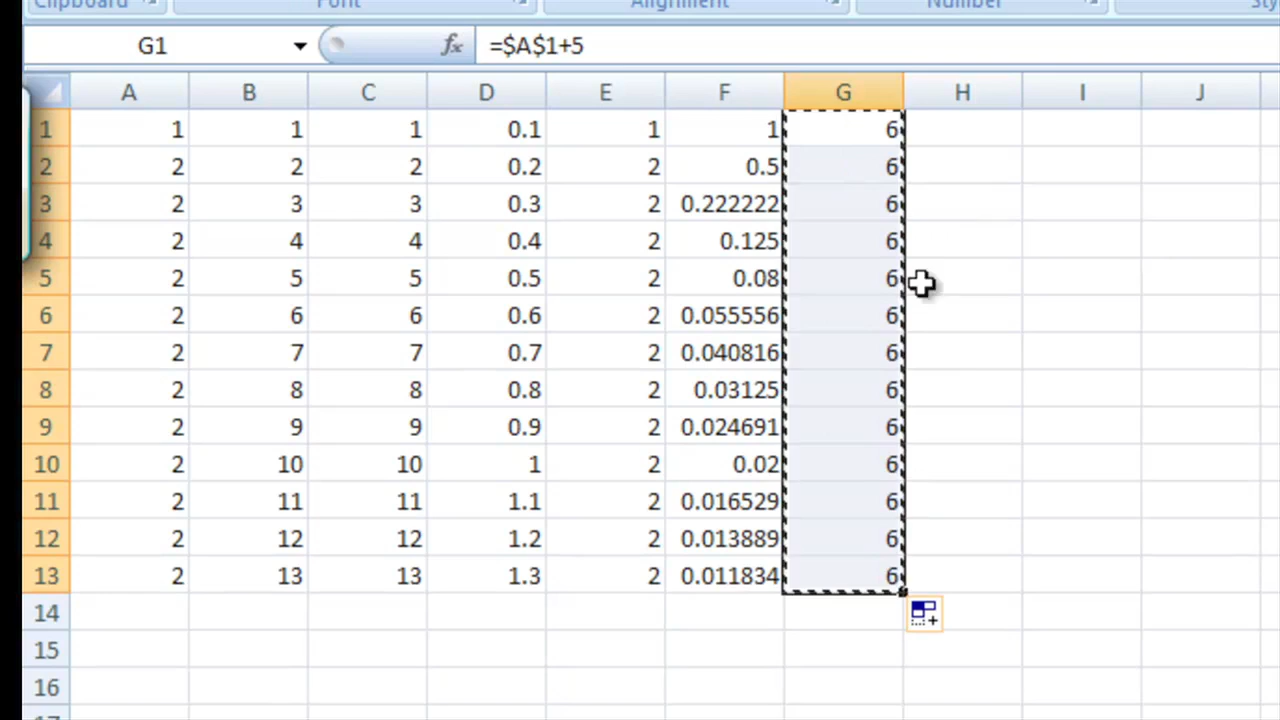 Clipboard Font Alignment Number Sty
G1 fx =$A$1+5
A B C D E F G H I J
1 1 1 1 0.1 1 1 6
2 2 2 2 0.2 2 0.5 6
3 2 3 3 0.3 2 0.222222 6
4 2 4 4 0.4 2 0.125 6
5 2 5 5 0.5 2 0.08 6
6 2 6 6 0.6 2 0.055556 6
7 2 7 7 0.7 2 0.040816 6
8 2 8 8 0.8 2 0.03125 6
9 2 9 9 0.9 2 0.024691 6
10 2 10 10 1 2 0.02 6
11 2 11 11 1.1 2 0.016529 6
12 2 12 12 1.2 2 0.013889 6
13 2 13 13 1.3 2 0.011834 6
14
15
16
17